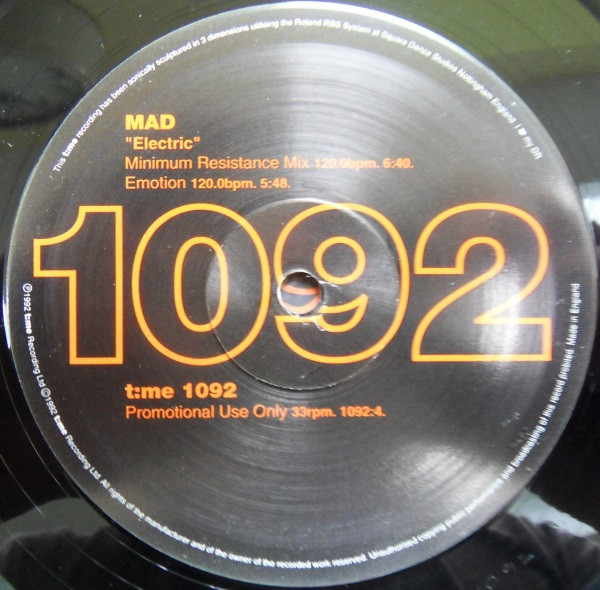 This t:me recording has been sonically sculptured in 3 dimensions utilising the Roland RSS System at Square Dance Studios Nottingham England. I ❤ my DR
MAD
"Electric"
Minimum Resistance Mix 120.0bpm. 6:40.
Emotion 120.0bpm. 5:48.
1092
t:me 1092
Promotional Use Only 33rpm. 1092:4.
℗1992 t:me Recording Ltd ©1992 t:me Recording Ltd. All rights of the manufacturer and of the owner of the recorded work reserved. Unauthorised copying public performance and broadcasting of this record prohibited. Made in England